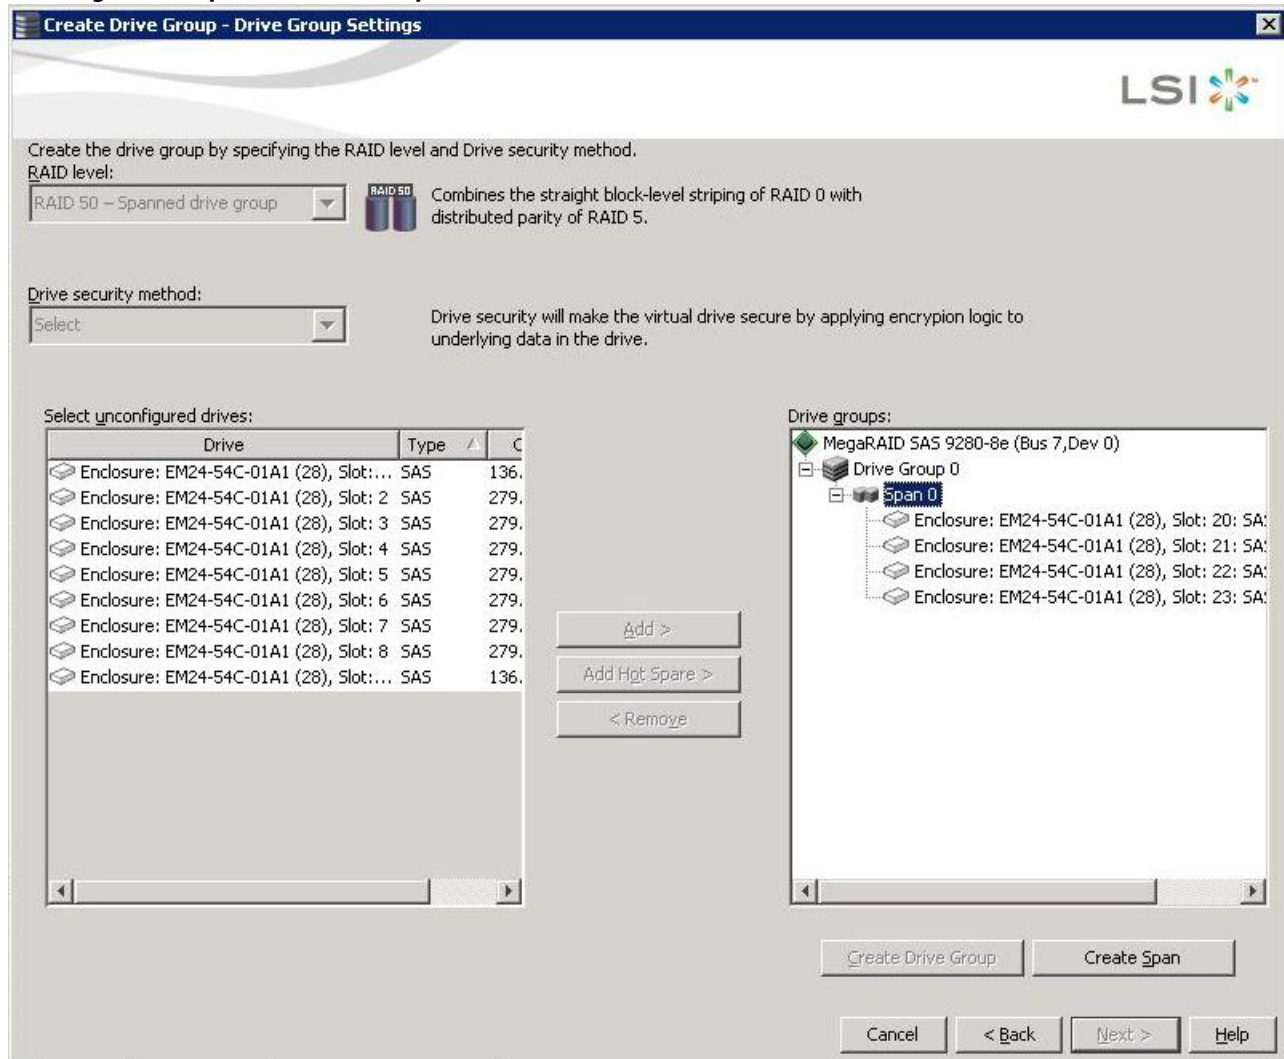 Create Drive Group - Drive Group Settings
LSI
Create the drive group by specifying the RAID level and Drive security method.
RAID level:
RAID 50 – Spanned drive group
RAID 50
Combines the straight block-level striping of RAID 0 with
distributed parity of RAID 5.
Drive security method:
Select
Drive security will make the virtual drive secure by applying encrypion logic to
underlying data in the drive.
Select unconfigured drives:
Drive Type C
Enclosure: EM24-54C-01A1 (28), Slot:... SAS 136.
Enclosure: EM24-54C-01A1 (28), Slot: 2 SAS 279.
Enclosure: EM24-54C-01A1 (28), Slot: 3 SAS 279.
Enclosure: EM24-54C-01A1 (28), Slot: 4 SAS 279.
Enclosure: EM24-54C-01A1 (28), Slot: 5 SAS 279.
Enclosure: EM24-54C-01A1 (28), Slot: 6 SAS 279.
Enclosure: EM24-54C-01A1 (28), Slot: 7 SAS 279.
Enclosure: EM24-54C-01A1 (28), Slot: 8 SAS 279.
Enclosure: EM24-54C-01A1 (28), Slot:... SAS 136.
Add >
Add Hot Spare >
< Remove
Drive groups:
MegaRAID SAS 9280-8e (Bus 7,Dev 0)
Drive Group 0
Span 0
Enclosure: EM24-54C-01A1 (28), Slot: 20: SA
Enclosure: EM24-54C-01A1 (28), Slot: 21: SA
Enclosure: EM24-54C-01A1 (28), Slot: 22: SA
Enclosure: EM24-54C-01A1 (28), Slot: 23: SA
Create Drive Group
Create Span
Cancel
< Back
Next >
Help